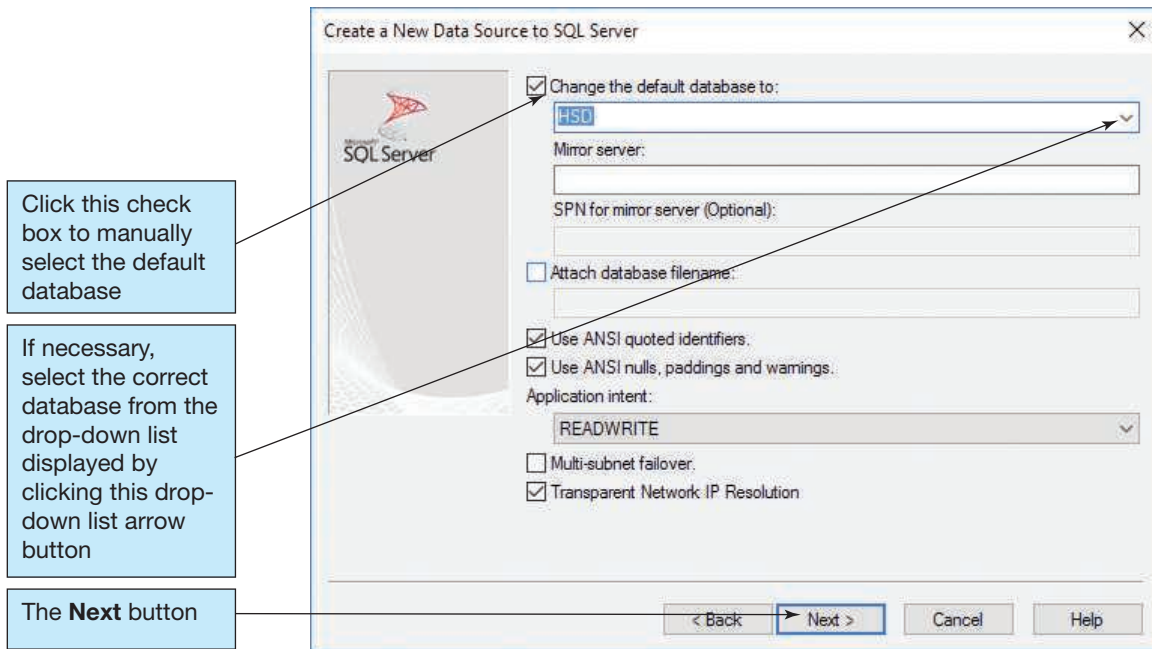 Create a New Data Source to SQL Server
Microsoft
SQL Server
Change the default database to:
HSD
Mirror server:
SPN for mirror server (Optional):
Attach database filename:
Use ANSI quoted identifiers.
Use ANSI nulls, paddings and warnings.
Application intent:
READWRITE
Multi-subnet failover.
Transparent Network IP Resolution
< Back
Next >
Cancel
Help
Click this check
box to manually
select the default
database
If necessary,
select the correct
database from the
drop-down list
displayed by
clicking this drop-
down list arrow
button
The Next button